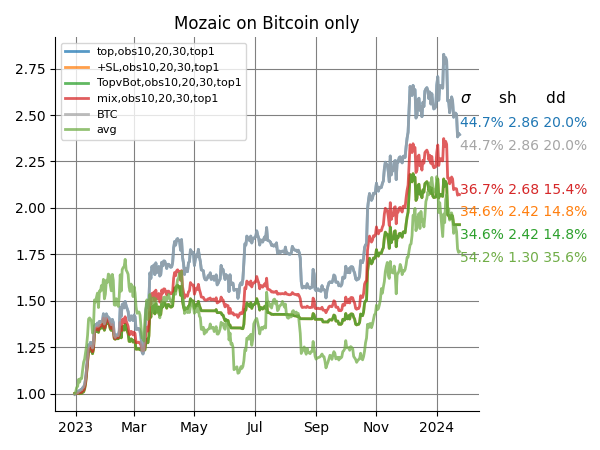 Mozaic on Bitcoin only
top,obs10,20,30,top1
+SL,obs10,20,30,top1
TopvBot,obs10,20,30,top1
mix,obs10,20,30,top1
BTC
avg
σ sh dd
44.7% 2.86 20.0%
44.7% 2.86 20.0%
36.7% 2.68 15.4%
34.6% 2.42 14.8%
34.6% 2.42 14.8%
54.2% 1.30 35.6%
2.75
2.50
2.25
2.00
1.75
1.50
1.25
1.00
2023 Mar May Jul Sep Nov 2024